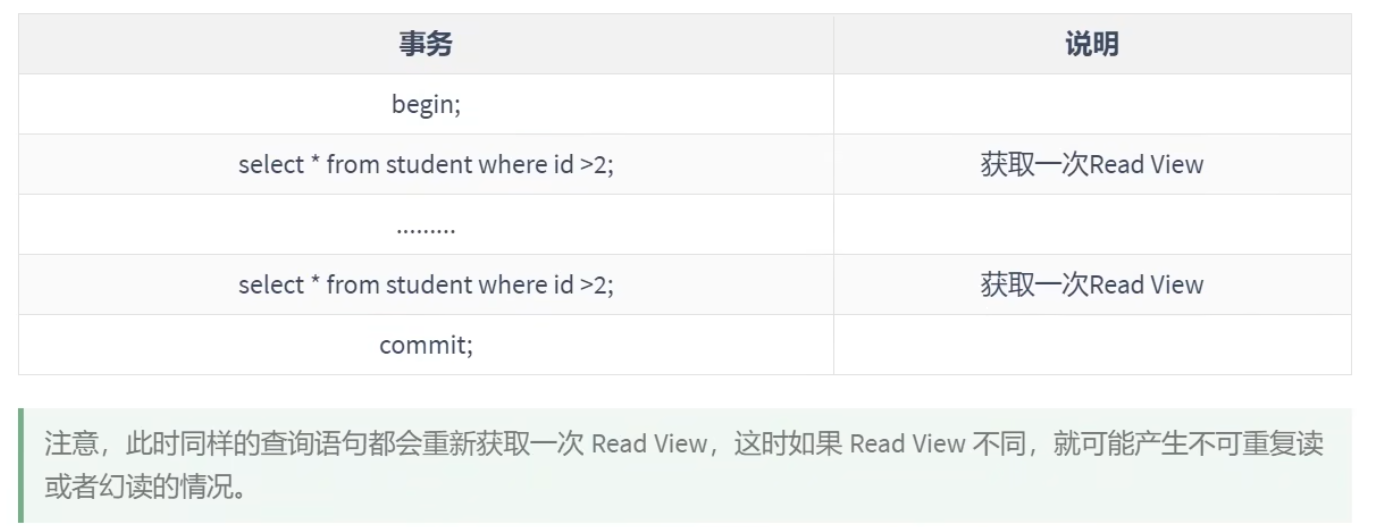 事务 说明
begin;
select * from student where id >2; 获取一次Read View
.........
select * from student where id >2; 获取一次Read View
commit;
注意，此时同样的查询语句都会重新获取一次 Read View，这时如果 Read View 不同，就可能产生不可重复读
或者幻读的情况。